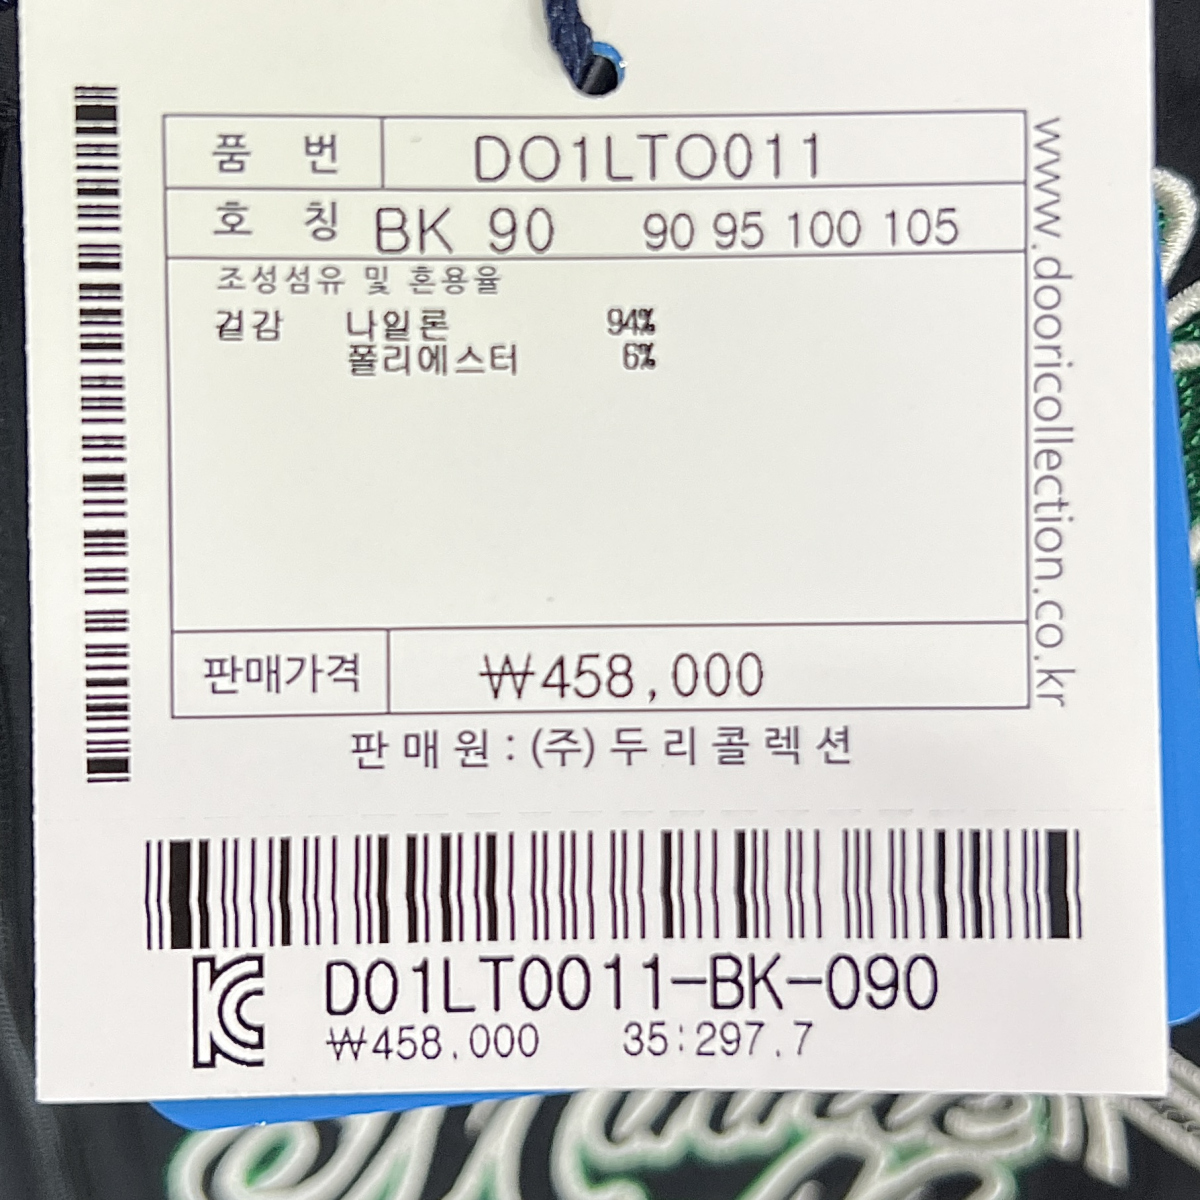 품 번 DO1LTO011
호 칭 BK 90 90 95 100 105
조성섬유 및 혼용율
겉감 나일론 94%
폴리에스터 6%
판매가격 ₩458,000
판매원:(주)두리콜렉션
www.dooricollection.co.kr
KC DO1LTO011-BK-090
₩458,000 35:297.7